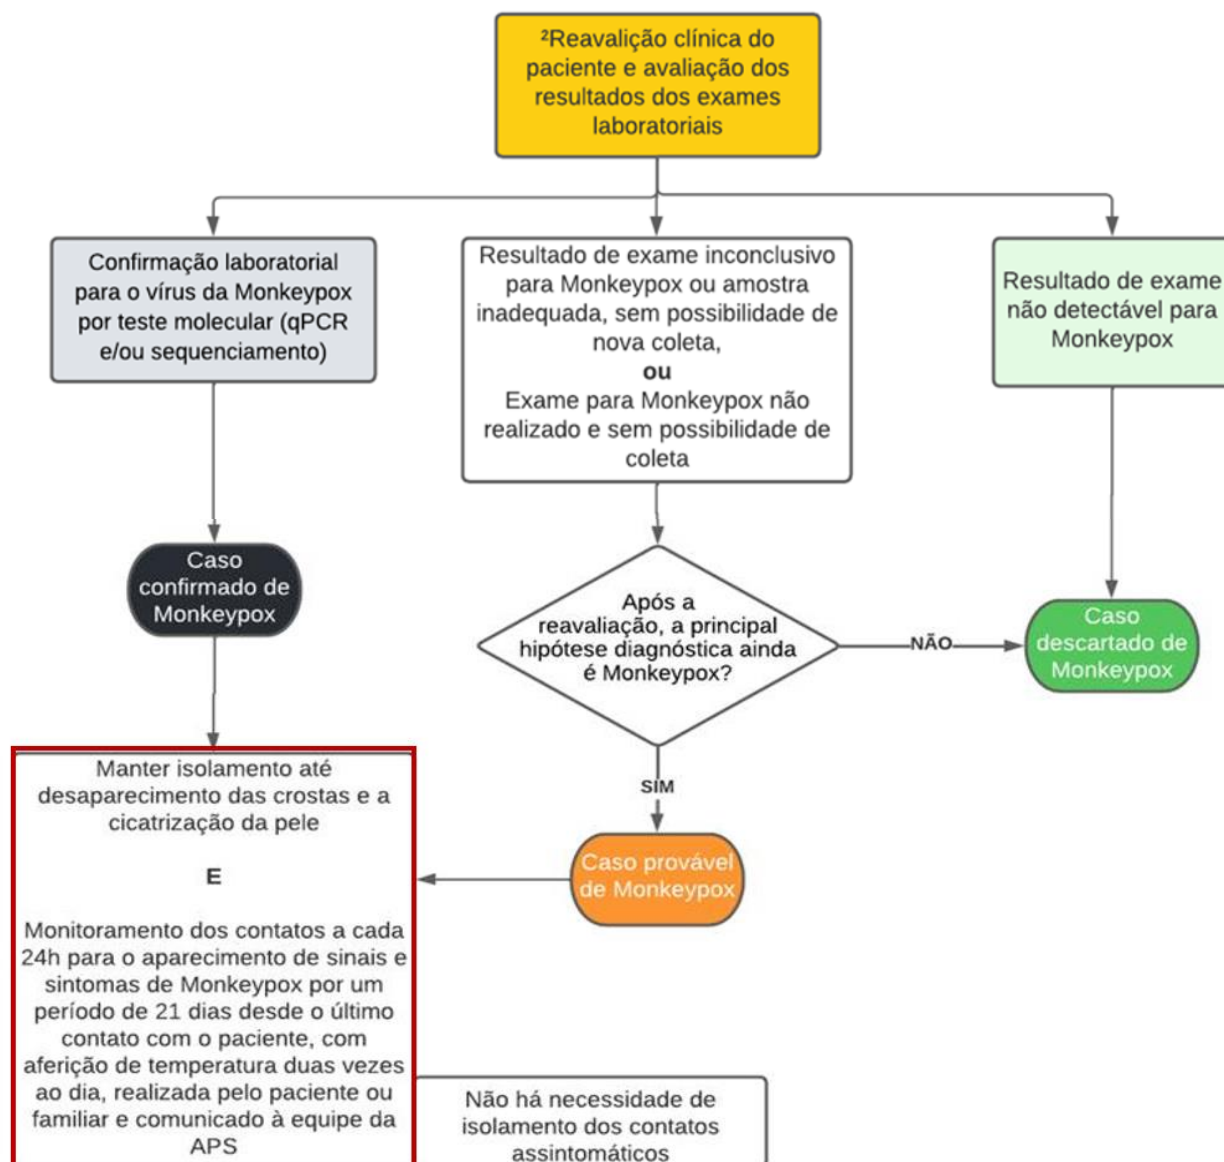 ²Reavalição clínica do
paciente e avaliação dos
resultados dos exames
laboratoriais
Confirmação laboratorial
para o vírus da Monkeypox
por teste molecular (qPCR
e/ou sequenciamento)
Resultado de exame inconclusivo
para Monkeypox ou amostra
inadequada, sem possibilidade de
nova coleta,
ou
Exame para Monkeypox não
realizado e sem possibilidade de
coleta
Resultado de exame
não detectável para
Monkeypox
Caso
confirmado de
Monkeypox
Após a
reavaliação, a principal
hipótese diagnóstica ainda
é Monkeypox?
NÃO
Caso
descartado de
Monkeypox
SIM
Caso provável
de Monkeypox
Manter isolamento até
desaparecimento das crostas e a
cicatrização da pele
E
Monitoramento dos contatos a cada
24h para o aparecimento de sinais e
sintomas de Monkeypox por um
período de 21 dias desde o último
contato com o paciente, com
aferição de temperatura duas vezes
ao dia, realizada pelo paciente ou
familiar e comunicado à equipe da
APS
Não há necessidade de
isolamento dos contatos
assintomáticos